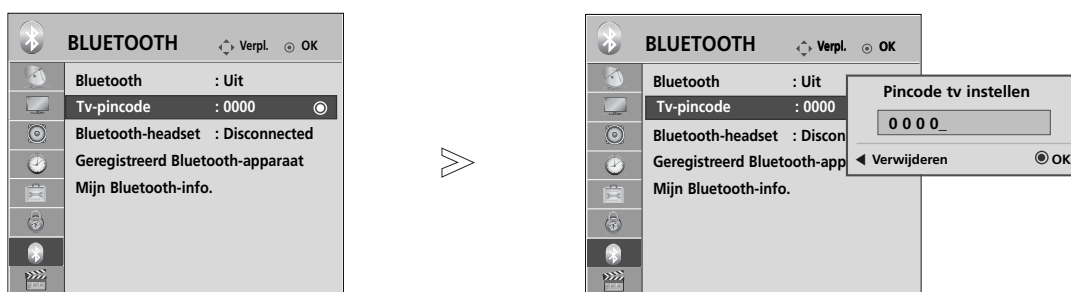 BLUETOOTH Verpl. OK
Bluetooth : Uit
Tv-pincode : 0000
Bluetooth-headset : Disconnected
Geregistreerd Bluetooth-apparaat
Mijn Bluetooth-info.
BLUETOOTH Verpl. OK
Bluetooth : Uit
Tv-pincode : 0000
Bluetooth-headset : Discon
Geregistreerd Bluetooth-app
Mijn Bluetooth-info.
Pincode tv instellen
0 0 0 0_
Verwijderen OK